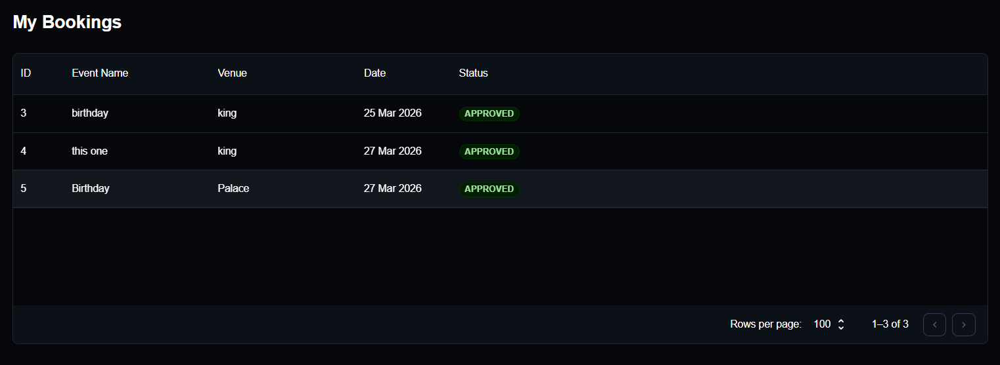 My Bookings
ID Event Name Venue Date Status
3 birthday king 25 Mar 2026 APPROVED
4 this one king 27 Mar 2026 APPROVED
5 Birthday Palace 27 Mar 2026 APPROVED
Rows per page: 100 1–3 of 3